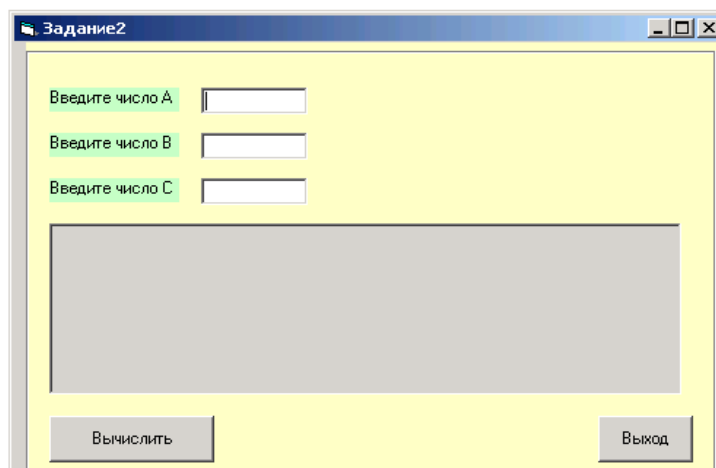 Задание2
Введите число А
Введите число В
Введите число С
Вычислить
Выход